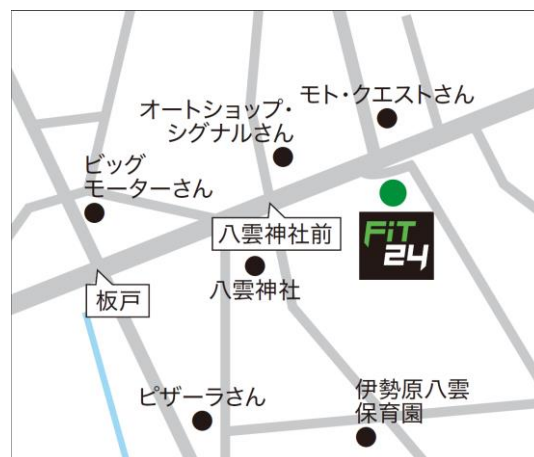 モト・クエストさん
オートショップ・
シグナルさん
ビッグ
モーターさん
八雲神社前
FiT
24
八雲神社
板戸
ピザーラさん
伊勢原八雲
保育園